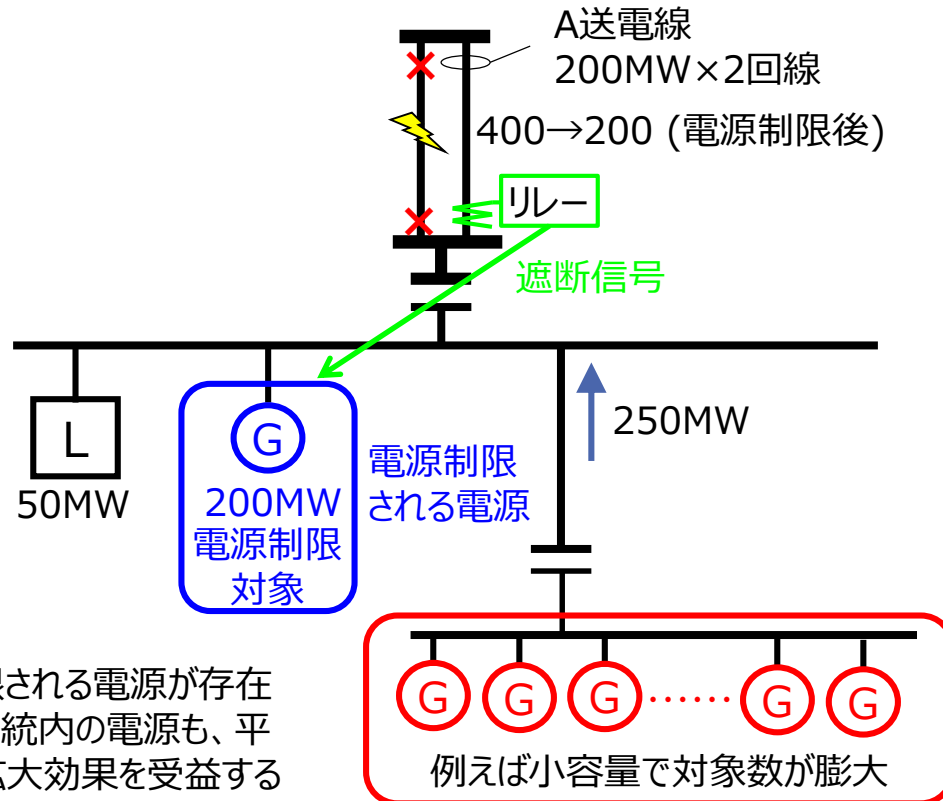 A送電線
200MW×2回線
400→200 (電源制限後)
リレー
遮断信号
250MW
L
50MW
G
200MW
電源制限
対象
電源制限
される電源
G G G ‥‥‥ G G
例えば小容量で対象数が膨大
される電源が存在
統内の電源も、平
広大効果を受益する